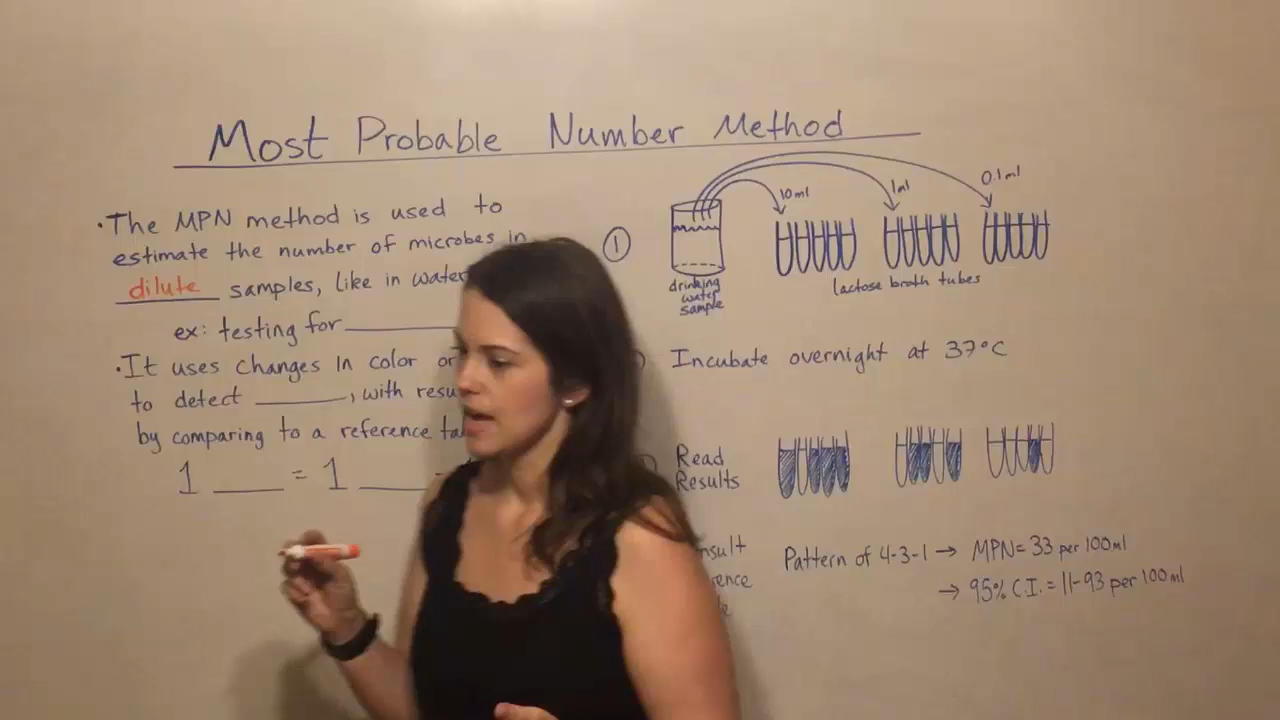 Most Probable Number Method
• The MPN method is used to
estimate the number of microbes in
dilute samples, like in water
ex: testing for
• It uses changes in color or
to detect ______, with
by comparing to a reference
1 ____ = 1 ____
1
10ml
1ml
0.1ml
drinking
water
sample
lactose broth tubes
Incubate overnight at 37°C
Read
Results
Pattern of 4-3-1 → MPN = 33 per 100ml
→ 95% C.I. = 11-93 per 100ml